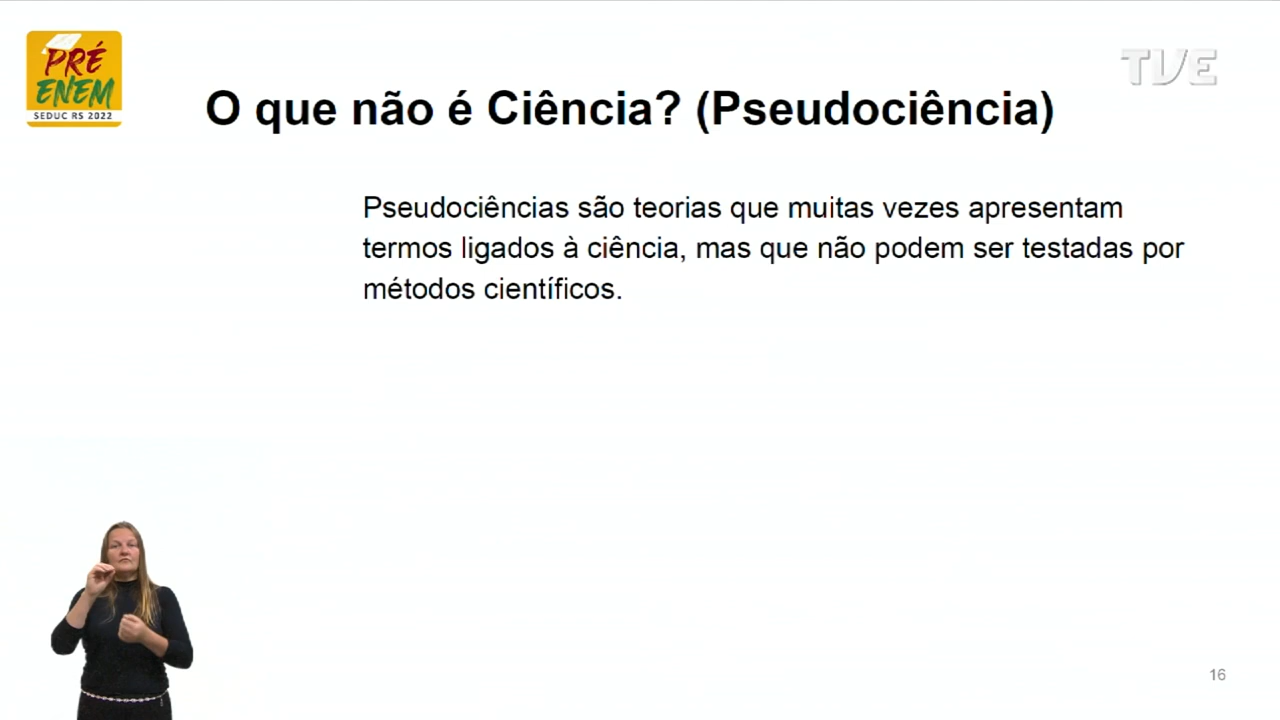 PRÉ
ENEM
SEDUC RS 2022
TVE
O que não é Ciência? (Pseudociência)
Pseudociências são teorias que muitas vezes apresentam
termos ligados à ciência, mas que não podem ser testadas por
métodos científicos.
16